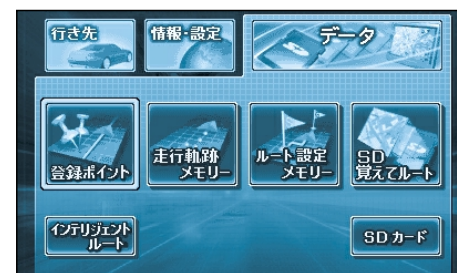 行き先
情報・設定
データ
登録ポイント
走行軌跡
メモリー
ルート設定
メモリー
SD
覚えてルート
インテリジェント
ルート
SDカード